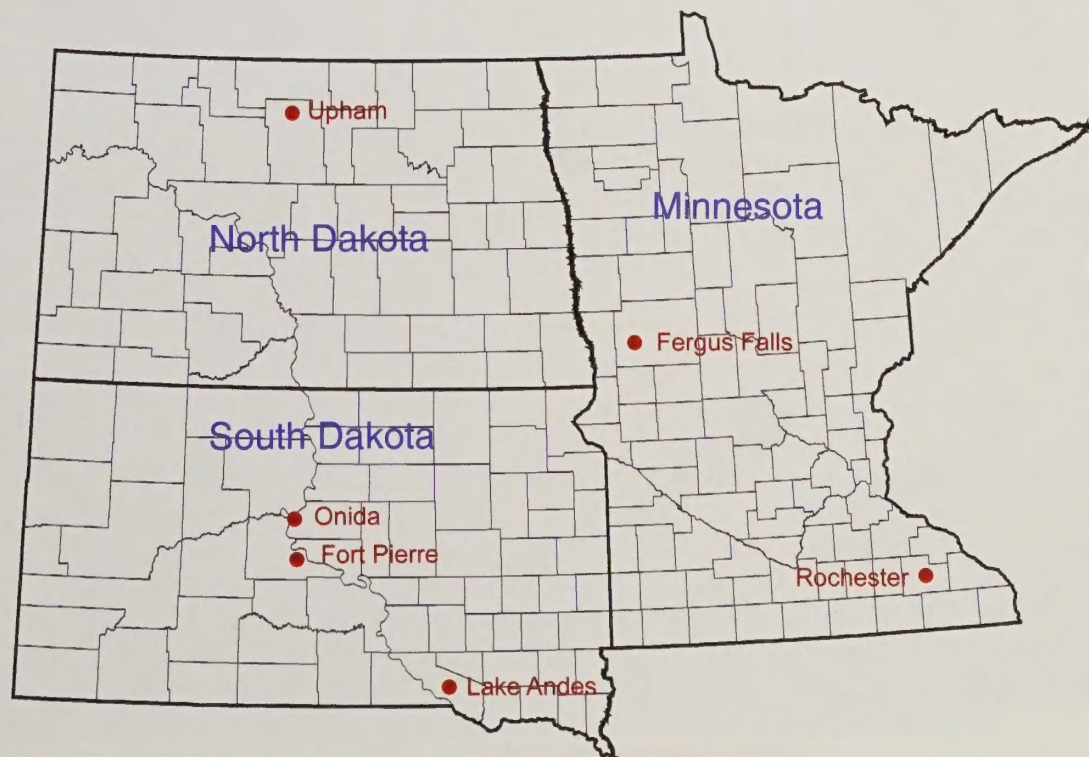 Upham
Minnesota
North Dakota
Fergus Falls
South Dakota
Onida
Fort Pierre
Rochester
Lake Andes